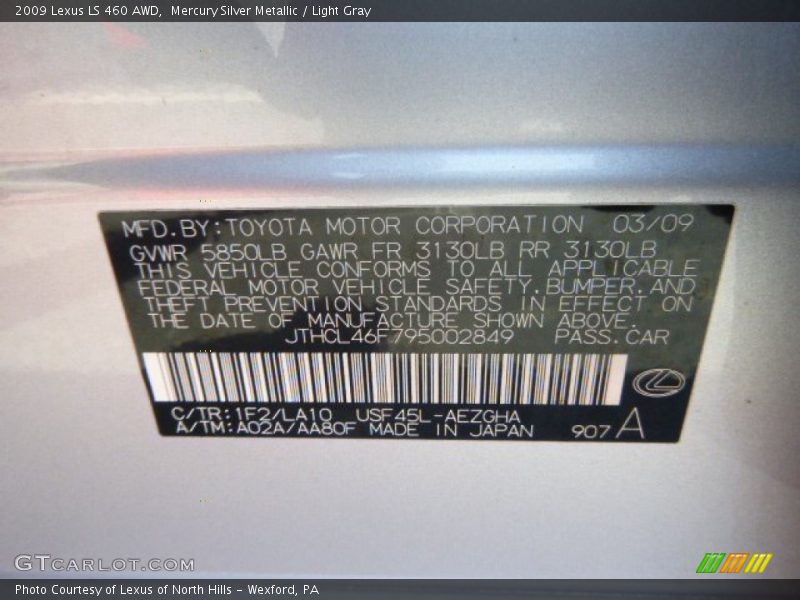 2009 Lexus LS 460 AWD, Mercury Silver Metallic / Light Gray
MFD.BY:TOYOTA MOTOR CORPORATION 03/09
GVWR 5850LB GAWR FR 3130LB RR 3130LB
THIS VEHICLE CONFORMS TO ALL APPLICABLE
FEDERAL MOTOR VEHICLE SAFETY,BUMPER,AND
THEFT PREVENTION STANDARDS IN EFFECT ON
THE DATE OF MANUFACTURE SHOWN ABOVE.
JTHCL46F795002849 PASS.CAR
C/TR:1F2/LA10 USF45L-AEZGHA
A/TM:A02A/AA80F MADE IN JAPAN 907 A
GTCARLOT.COM
Photo Courtesy of Lexus of North Hills – Wexford, PA